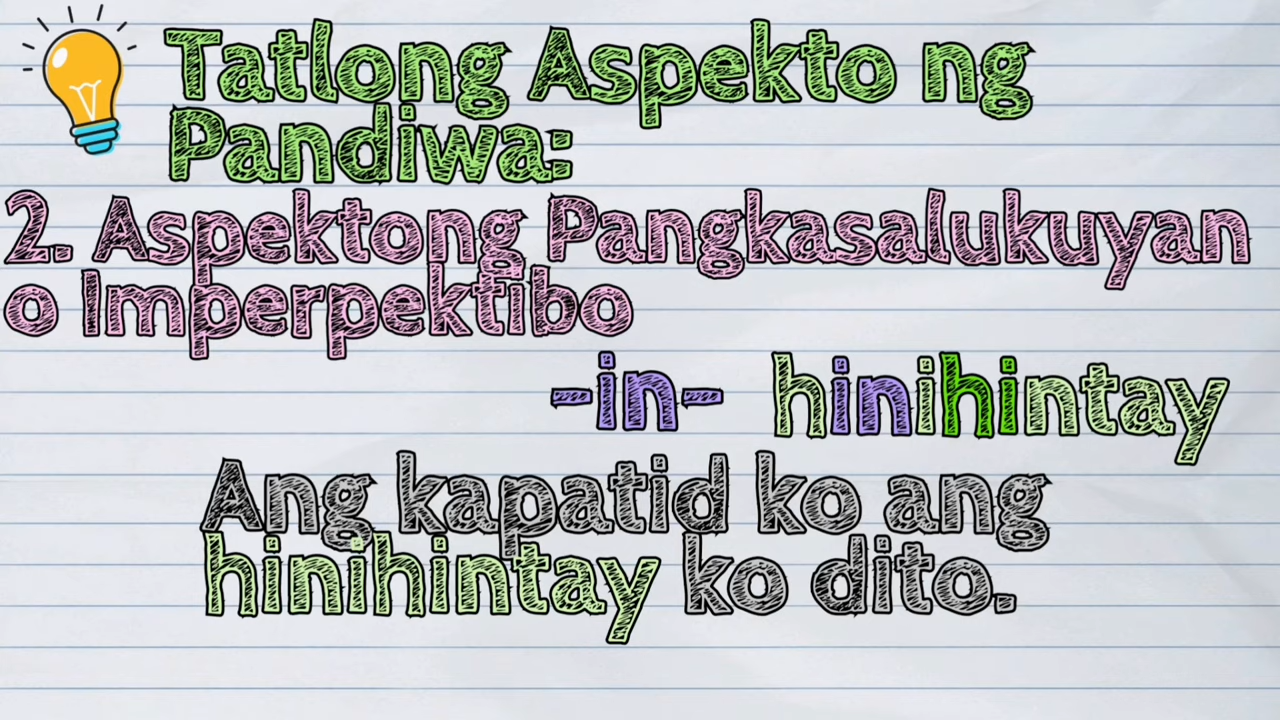 Tatlong Aspekto ng
Pandiwa:
2. Aspektong Pangkasalukuyan
o Imperpektibo
-in- hinihintay
Ang kapatid ko ang
hinihintay ko dito.